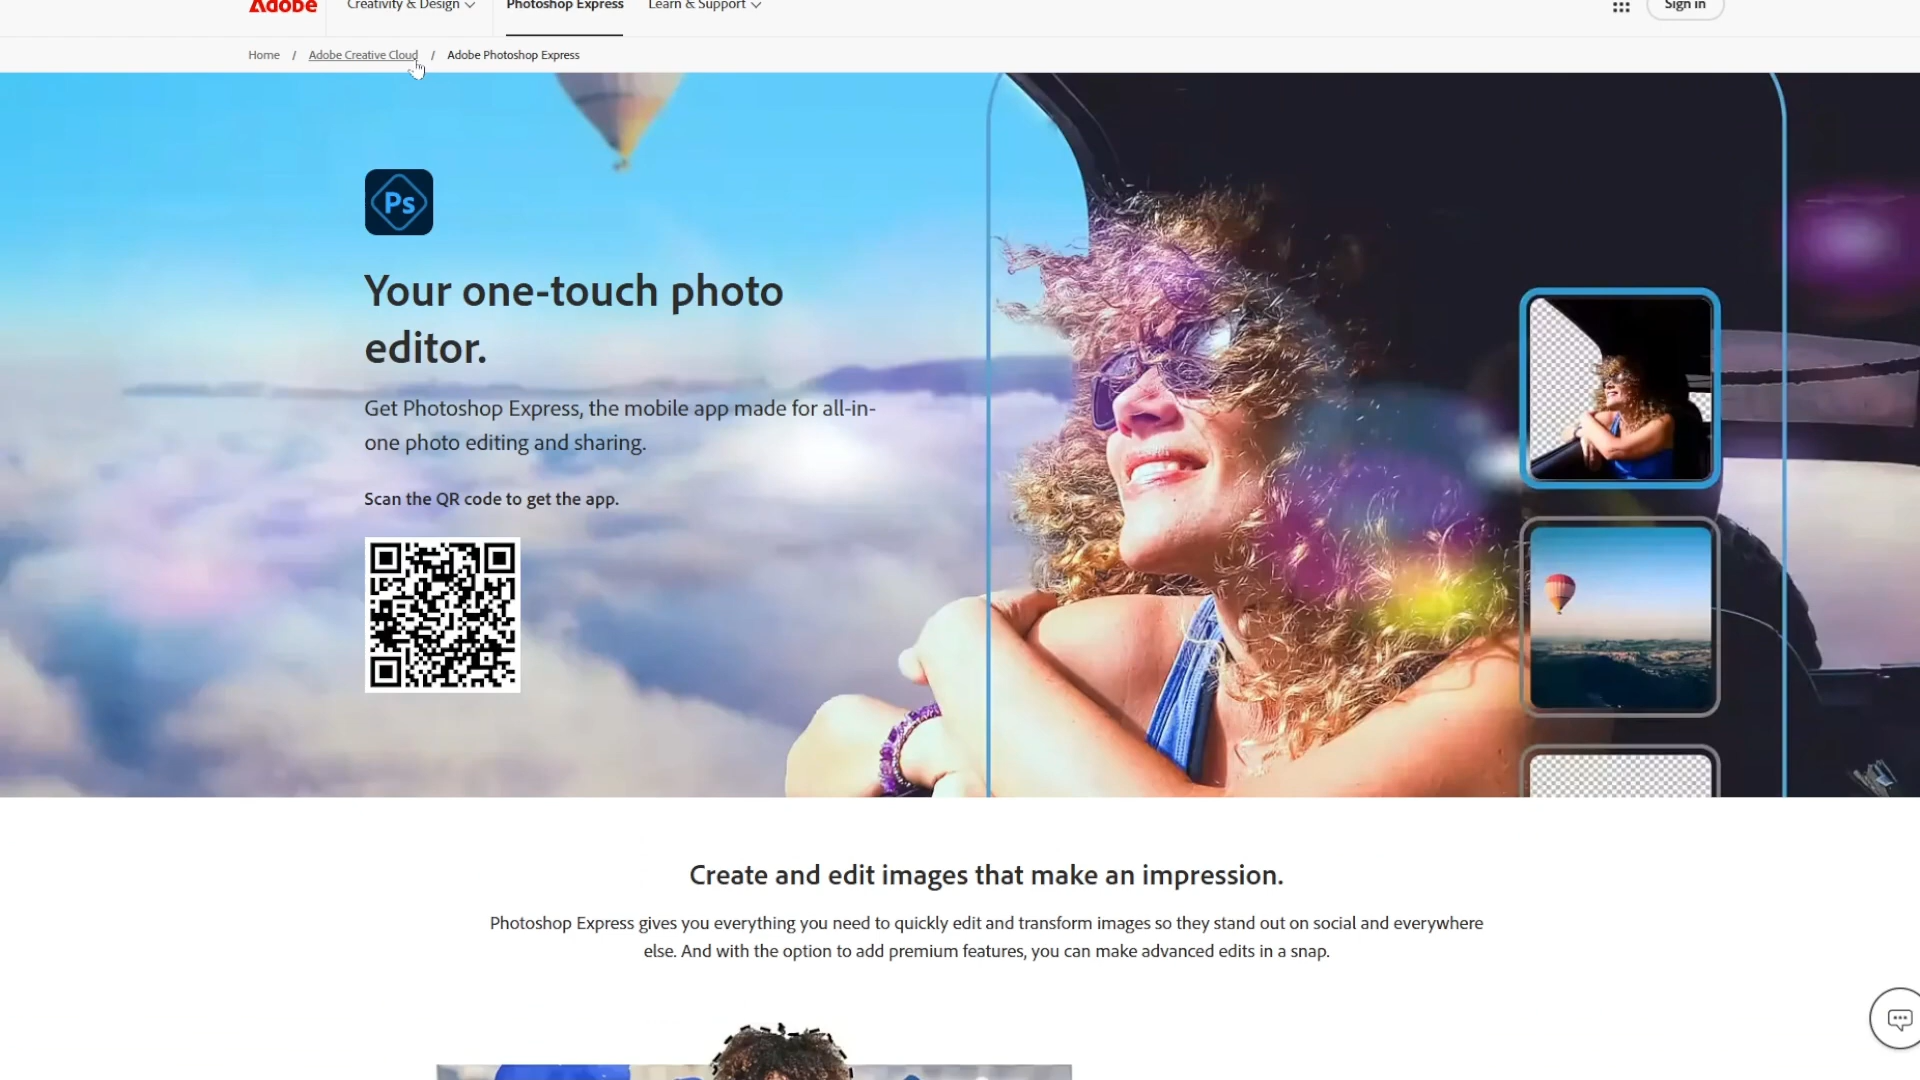 Adobe
Creativity & Design
Photoshop Express
Learn & Support
Sign in
Home / Adobe Creative Cloud / Adobe Photoshop Express
Ps
Your one-touch photo
editor.
Get Photoshop Express, the mobile app made for all-in-
one photo editing and sharing.
Scan the QR code to get the app.
Create and edit images that make an impression.
Photoshop Express gives you everything you need to quickly edit and transform images so they stand out on social and everywhere
else. And with the option to add premium features, you can make advanced edits in a snap.